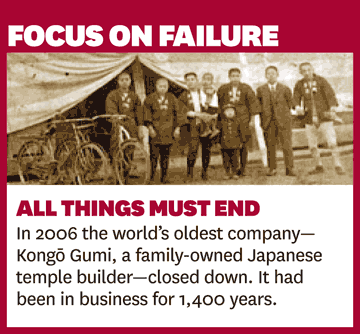 FOCUS ON FAILURE
ALL THINGS MUST END
In 2006 the world's oldest company—
Kongō Gumi, a family-owned Japanese
temple builder—closed down. It had
been in business for 1,400 years.